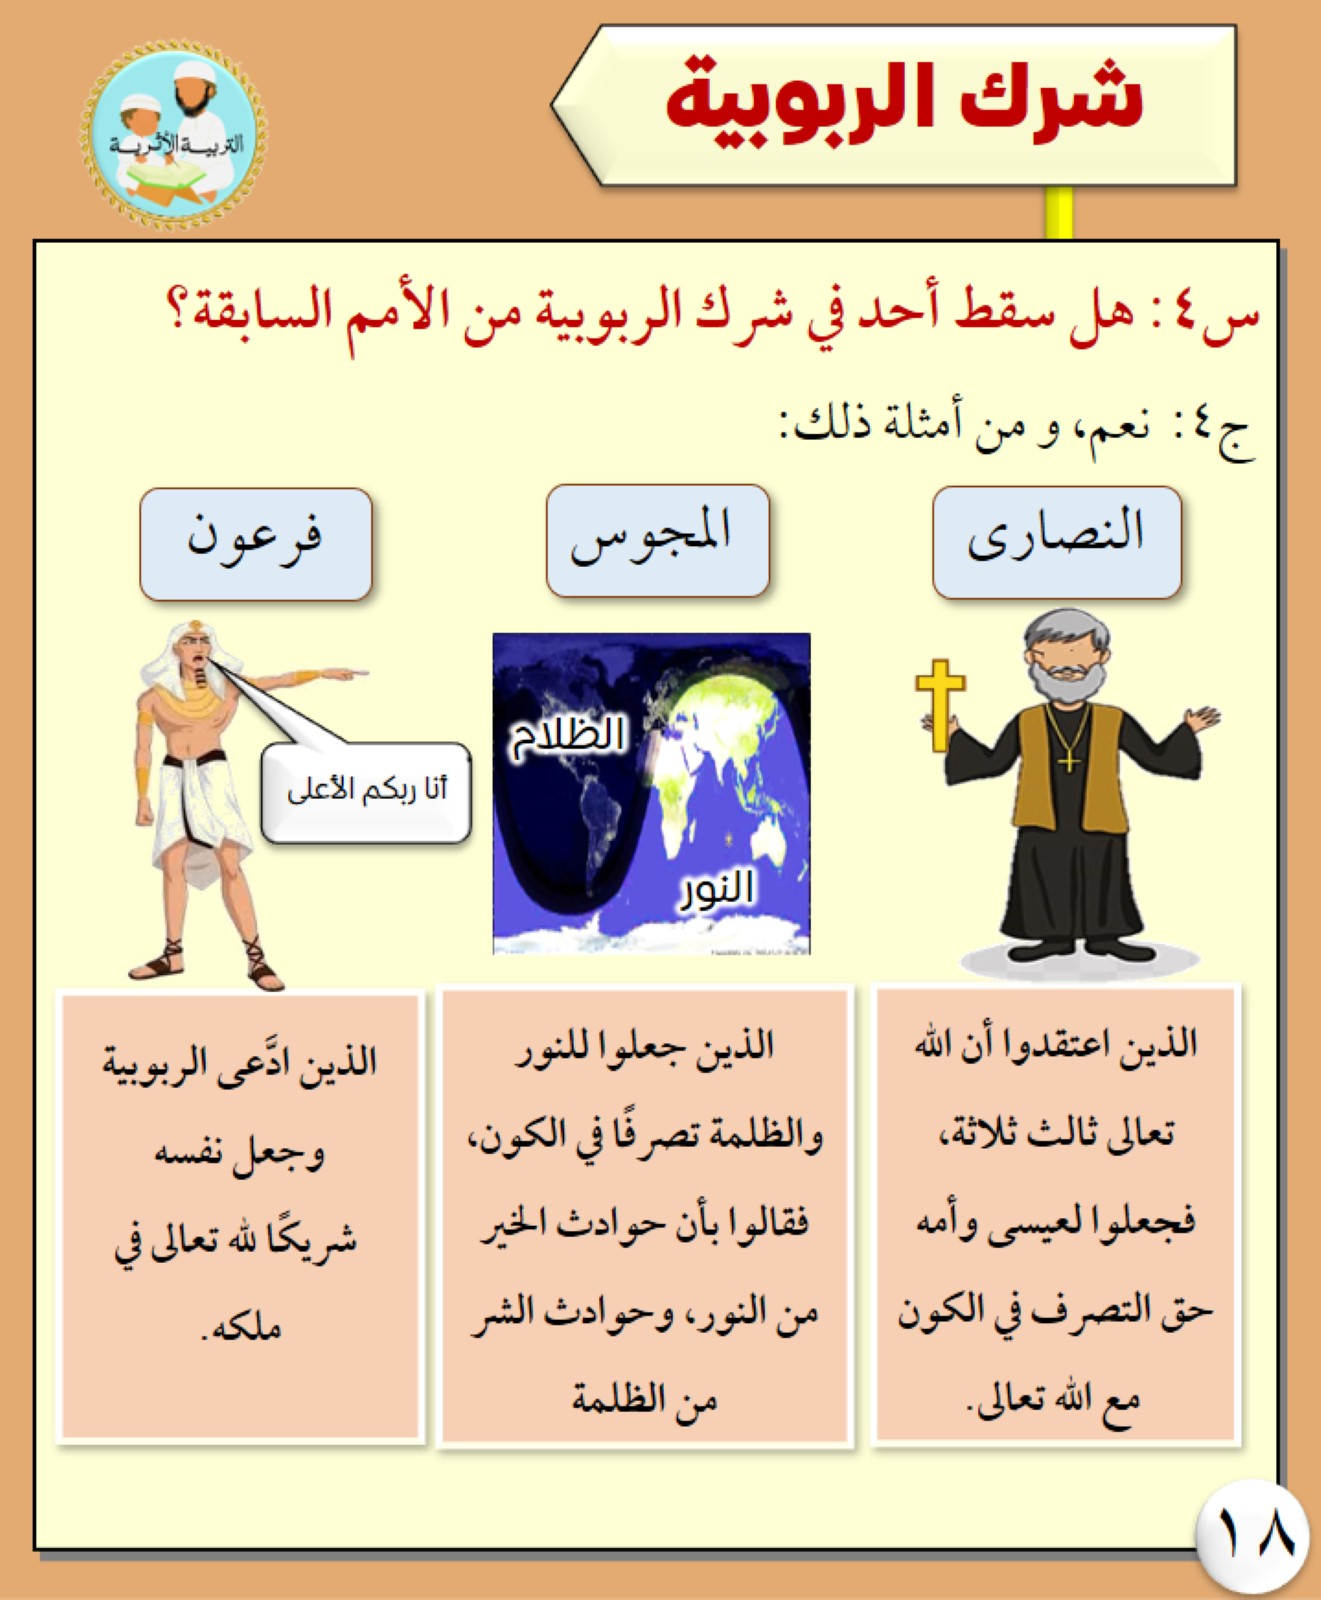 شرك الربوبية
التربية الأثرية
س٤: هل سقط أحد في شرك الربوبية من الأمم السابقة؟
ج٤: نعم، و من أمثلة ذلك:
النصارى
الذين اعتقدوا أن الله
تعالى ثالث ثلاثة،
فجعلوا لعيسى وأمه
حق التصرف في الكون
مع الله تعالى.
المجوس
الظلام
النور
الذين جعلوا للنور
والظلمة تصرفًا في الكون،
فقالوا بأن حوادث الخير
من النور، وحوادث الشر
من الظلمة
فرعون
أنا ربكم الأعلى
الذين ادَّعى الربوبية
وجعل نفسه
شريكًا لله تعالى في
ملكه.
١٨